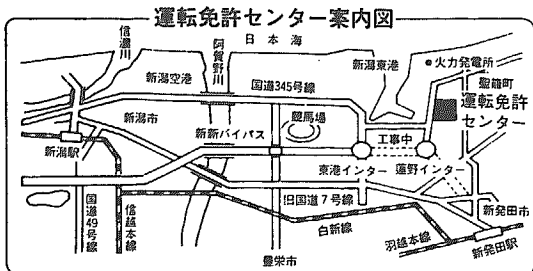 運転免許センター案内図
日本海
信濃川
阿賀野川
新潟空港
国道345号線
新潟東港
火力発電所
聖籠町
運転免許
センター
新潟市
新新バイパス
競馬場
工事中
新潟駅
東港インター
蓮野インター
国道49号線
信越本線
旧国道7号線
白新線
新発田市
羽越本線
新発田駅
豊栄市